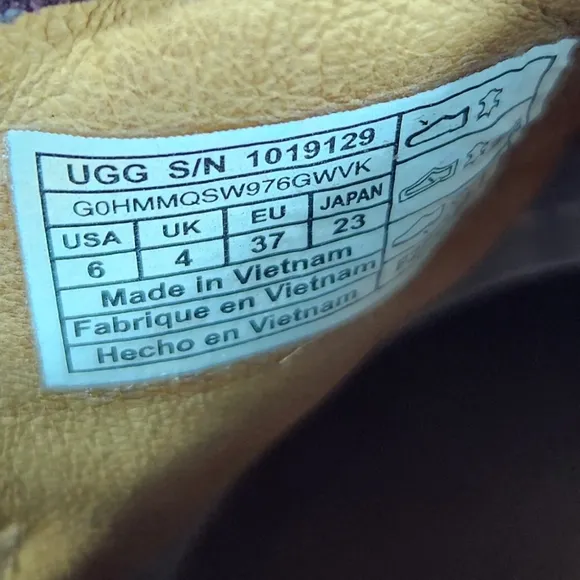 UGG S/N 1019129
G0HMMQSW976GWVK
USA UK EU JAPAN
6 4 37 23
Made in Vietnam
Fabrique en Vietnam
Hecho en Vietnam